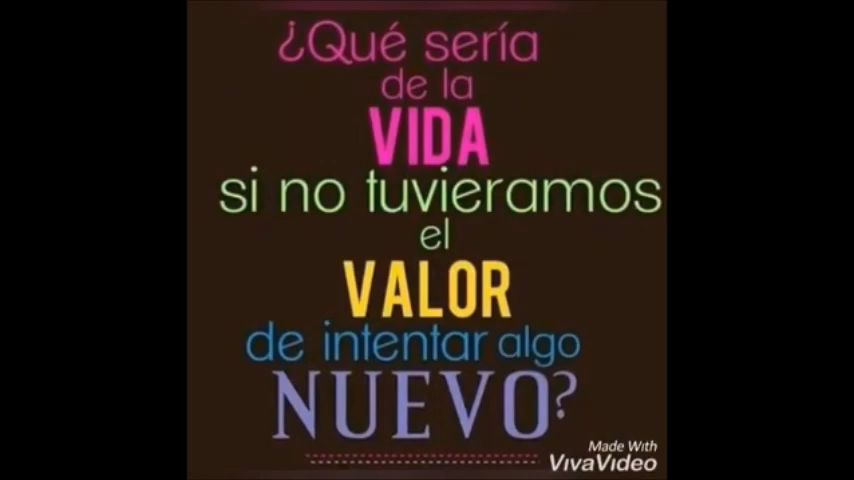 ¿Qué sería
de la
VIDA
si no tuvieramos
el
VALOR
de intentar algo
NUEVO?
Made With
VivaVideo